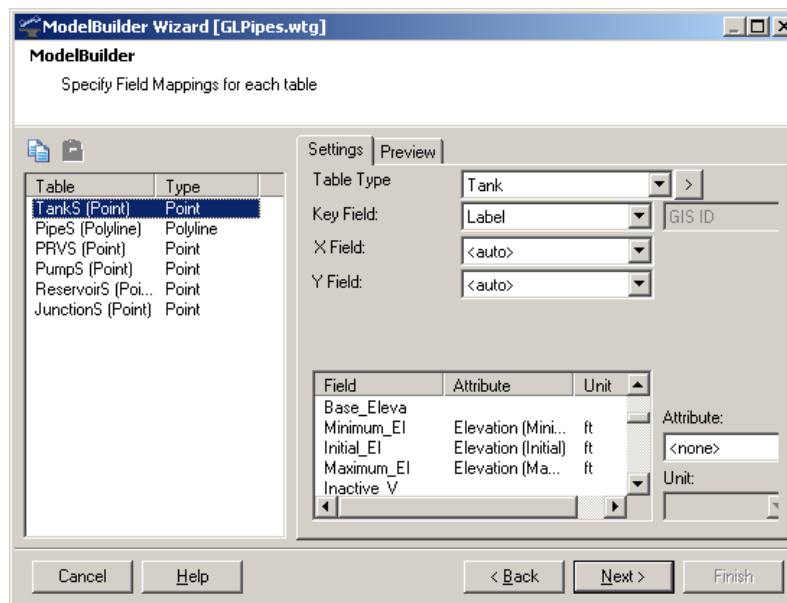 ModelBuilder Wizard [GLPipes.wtg]
ModelBuilder
Specify Field Mappings for each table
Table Type
TankS (Point) Point
PipeS (Polyline) Polyline
PRVS (Point) Point
PumpS (Point) Point
ReservoirS (Poi... Point
JunctionS (Point) Point
Settings Preview
Table Type Tank >
Key Field: Label GIS ID
X Field: <auto>
Y Field: <auto>
Field Attribute Unit
Base_Eleva
Minimum_El Elevation (Mini... ft
Initial_El Elevation (Initial) ft
Maximum_El Elevation (Ma... ft
Inactive_V
Attribute:
<none>
Unit:
Cancel Help < Back Next > Finish